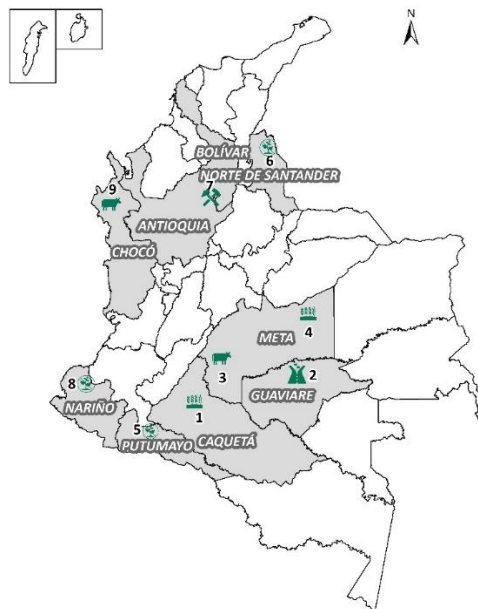 N
BOLÍVAR
6
NORTE DE SANTANDER
9
7
ANTIOQUIA
CHOCÓ
META
4
3
2
GUAVIARE
8
NARIÑO
1
5
PUTUMAYO
CAQUETÁ